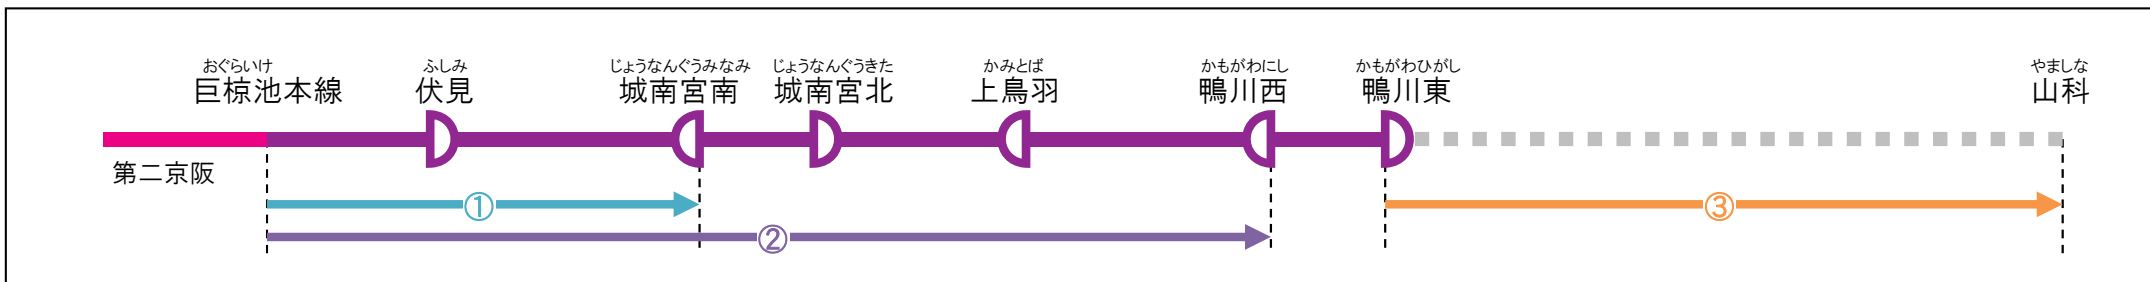 おぐらいけ
巨椋池本線
ふしみ
伏見
じょうなんぐうみなみ
城南宮南
じょうなんぐうきた
城南宮北
かみとば
上鳥羽
かもがわにし
鴨川西
かもがわひがし
鴨川東
やましな
山科
第二京阪
①
②
③